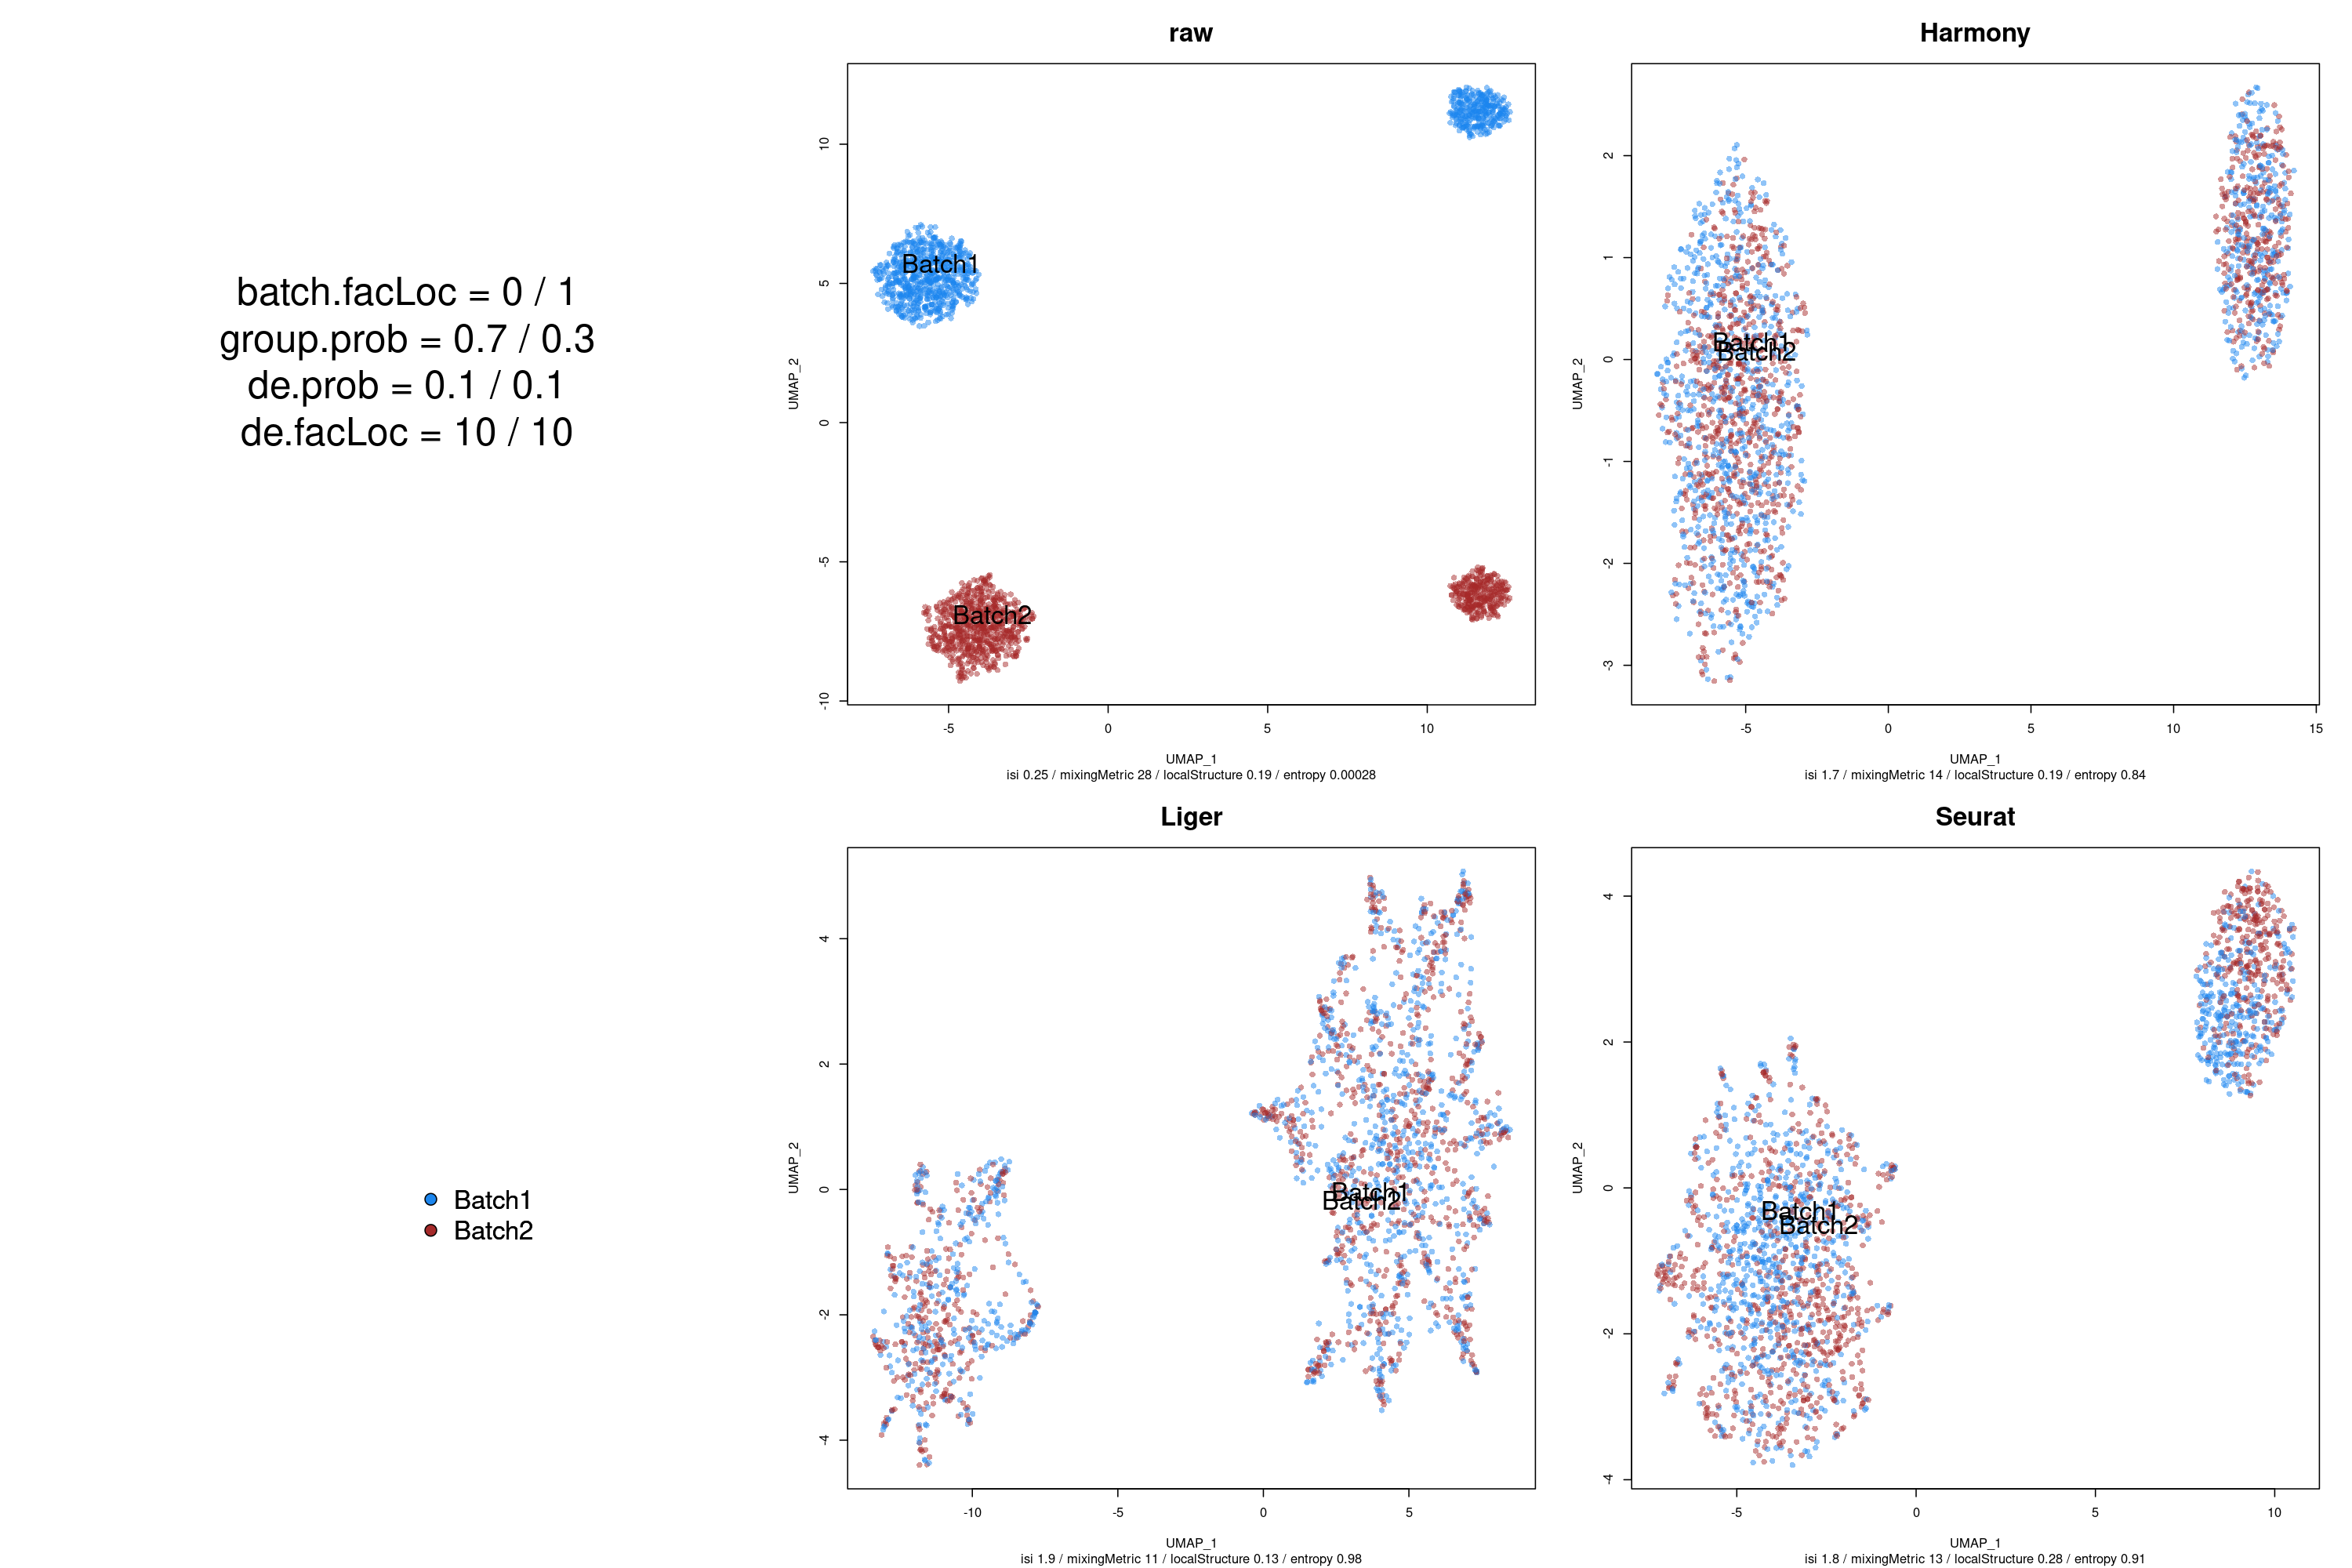 batch.facLoc = 0 / 1
group.prob = 0.7 / 0.3
de.prob = 0.1 / 0.1
de.facLoc = 10 / 10
raw
10
5
0
-5
-10
UMAP_2
Batch1
Batch2
-5
0
5
10
UMAP_1
isi 0.25 / mixingMetric 28 / localStructure 0.19 / entropy 0.00028
Harmony
2
1
0
-1
-2
-3
UMAP_2
Batch1
Batch2
-5
0
5
10
15
UMAP_1
isi 1.7 / mixingMetric 14 / localStructure 0.19 / entropy 0.84
Batch1
Batch2
Liger
4
2
0
-2
-4
UMAP_2
Batch1
Batch2
-10
-5
0
5
UMAP_1
isi 1.9 / mixingMetric 11 / localStructure 0.13 / entropy 0.98
Seurat
4
2
0
-2
-4
UMAP_2
Batch1
Batch2
-5
0
5
10
UMAP_1
isi 1.8 / mixingMetric 13 / localStructure 0.28 / entropy 0.91